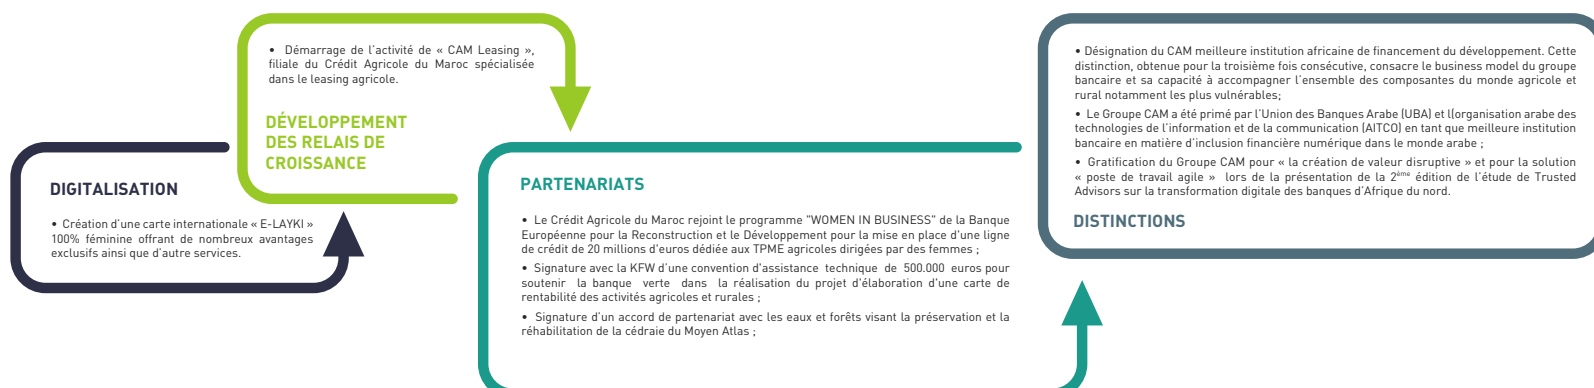 DIGITALISATION
• Création d'une carte internationale « E-LAYKI »
100% féminine offrant de nombreux avantages
exclusifs ainsi que d'autre services.
• Démarrage de l'activité de « CAM Leasing »,
filiale du Crédit Agricole du Maroc spécialisée
dans le leasing agricole.
DÉVELOPPEMENT
DES RELAIS DE
CROISSANCE
PARTENARIATS
• Le Crédit Agricole du Maroc rejoint le programme "WOMEN IN BUSINESS" de la Banque
Européenne pour la Reconstruction et le Développement pour la mise en place d'une ligne
de crédit de 20 millions d'euros dédiée aux TPME agricoles dirigées par des femmes ;
• Signature avec la KFW d'une convention d'assistance technique de 500.000 euros pour
soutenir la banque verte dans la réalisation du projet d'élaboration d'une carte de
rentabilité des activités agricoles et rurales ;
• Signature d'un accord de partenariat avec les eaux et forêts visant la préservation et la
réhabilitation de la cédraie du Moyen Atlas ;
• Désignation du CAM meilleure institution africaine de financement du développement. Cette
distinction, obtenue pour la troisième fois consécutive, consacre le business model du groupe
bancaire et sa capacité à accompagner l'ensemble des composantes du monde agricole et
rural notamment les plus vulnérables;
• Le Groupe CAM a été primé par l'Union des Banques Arabe (UBA) et l(organisation arabe des
technologies de l'information et de la communication (AITCO) en tant que meilleure institution
bancaire en matière d'inclusion financière numérique dans le monde arabe ;
• Gratification du Groupe CAM pour « la création de valeur disruptive » et pour la solution
« poste de travail agile » lors de la présentation de la 2ème édition de l'étude de Trusted
Advisors sur la transformation digitale des banques d'Afrique du nord.
DISTINCTIONS